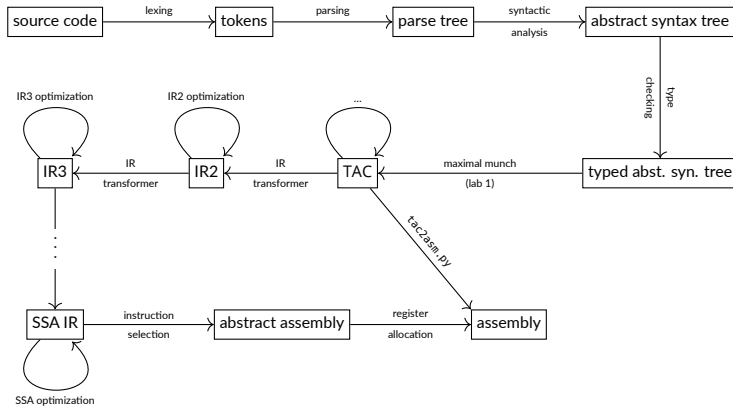 source code
lexing
tokens
parsing
parse tree
syntactic
analysis
abstract syntax tree
type
checking
IR3 optimization
IR2 optimization
...
IR3
IR
transformer
IR2
IR
transformer
TAC
maximal munch
(lab 1)
typed abst. syn. tree
tac2asm.py
SSA IR
instruction
selection
abstract assembly
register
allocation
assembly
SSA optimization